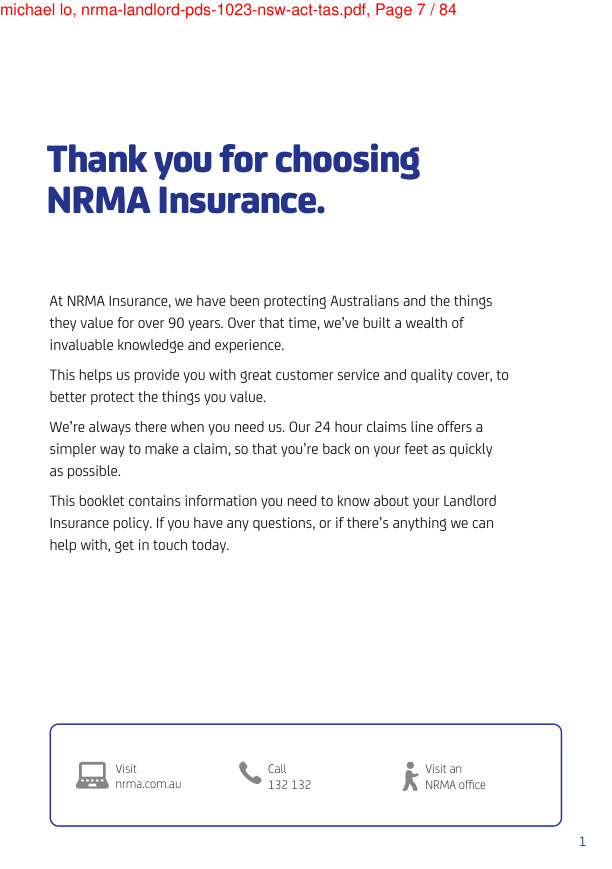 michael lo, nrma-landlord-pds-1023-nsw-act-tas.pdf, Page 7 / 84
Thank you for choosing
NRMA Insurance.
At NRMA Insurance, we have been protecting Australians and the things
they value for over 90 years. Over that time, we’ve built a wealth of
invaluable knowledge and experience.
This helps us provide you with great customer service and quality cover, to
better protect the things you value.
We’re always there when you need us. Our 24 hour claims line offers a
simpler way to make a claim, so that you’re back on your feet as quickly
as possible.
This booklet contains information you need to know about your Landlord
Insurance policy. If you have any questions, or if there’s anything we can
help with, get in touch today.
Visit
nrma.com.au
Call
132 132
Visit an
NRMA office
1